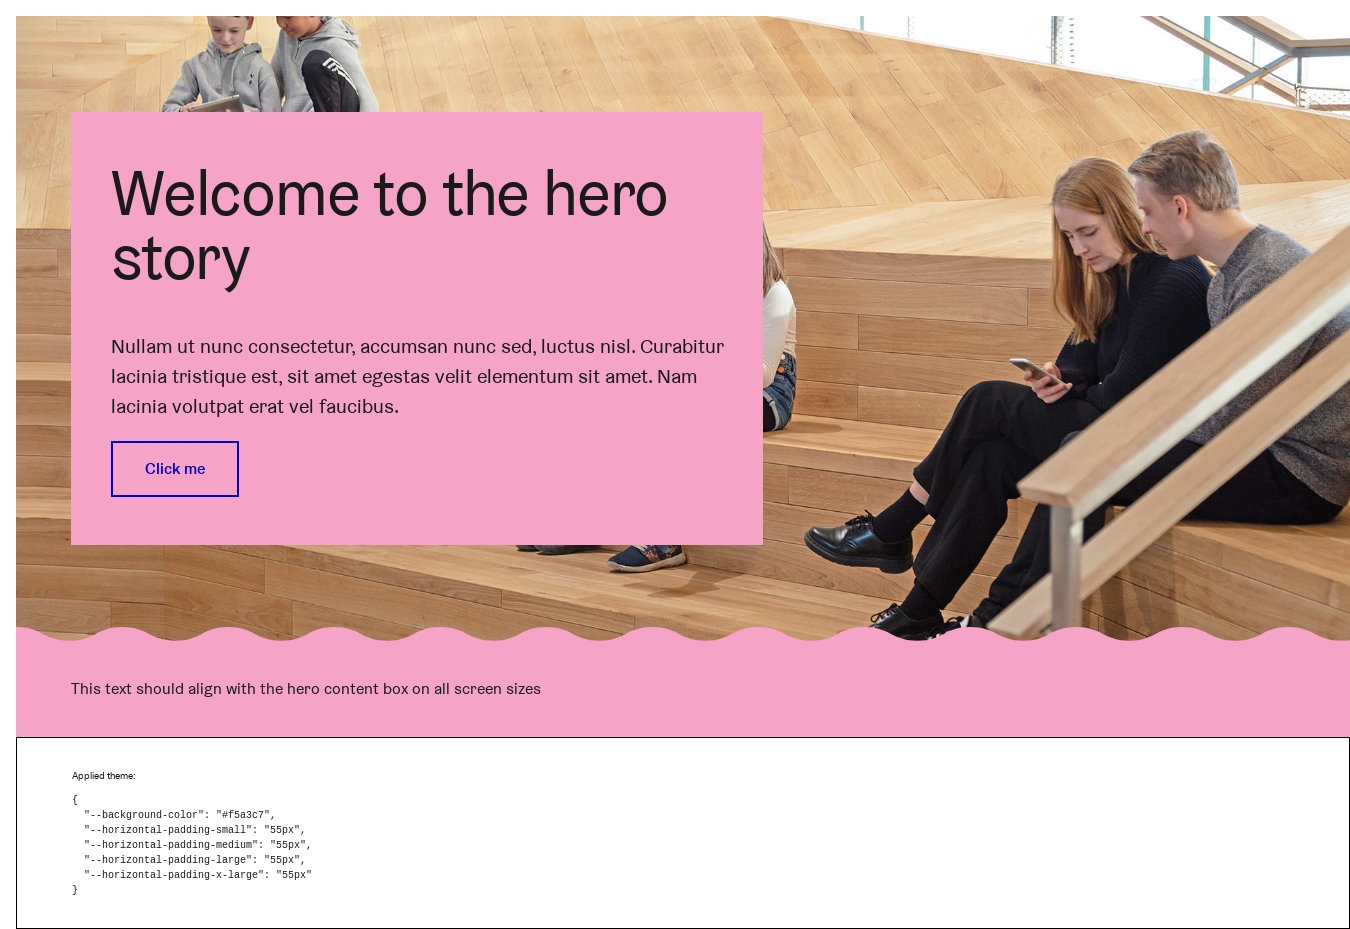 Welcome to the hero
story
Nullam ut nunc consectetur, accumsan nunc sed, luctus nisl. Curabitur
lacinia tristique est, sit amet egestas velit elementum sit amet. Nam
lacinia volutpat erat vel faucibus.
Click me
This text should align with the hero content box on all screen sizes
Applied theme:
{
  "--background-color": "#f5a3c7",
  "--horizontal-padding-small": "55px",
  "--horizontal-padding-medium": "55px",
  "--horizontal-padding-large": "55px",
  "--horizontal-padding-x-large": "55px"
}